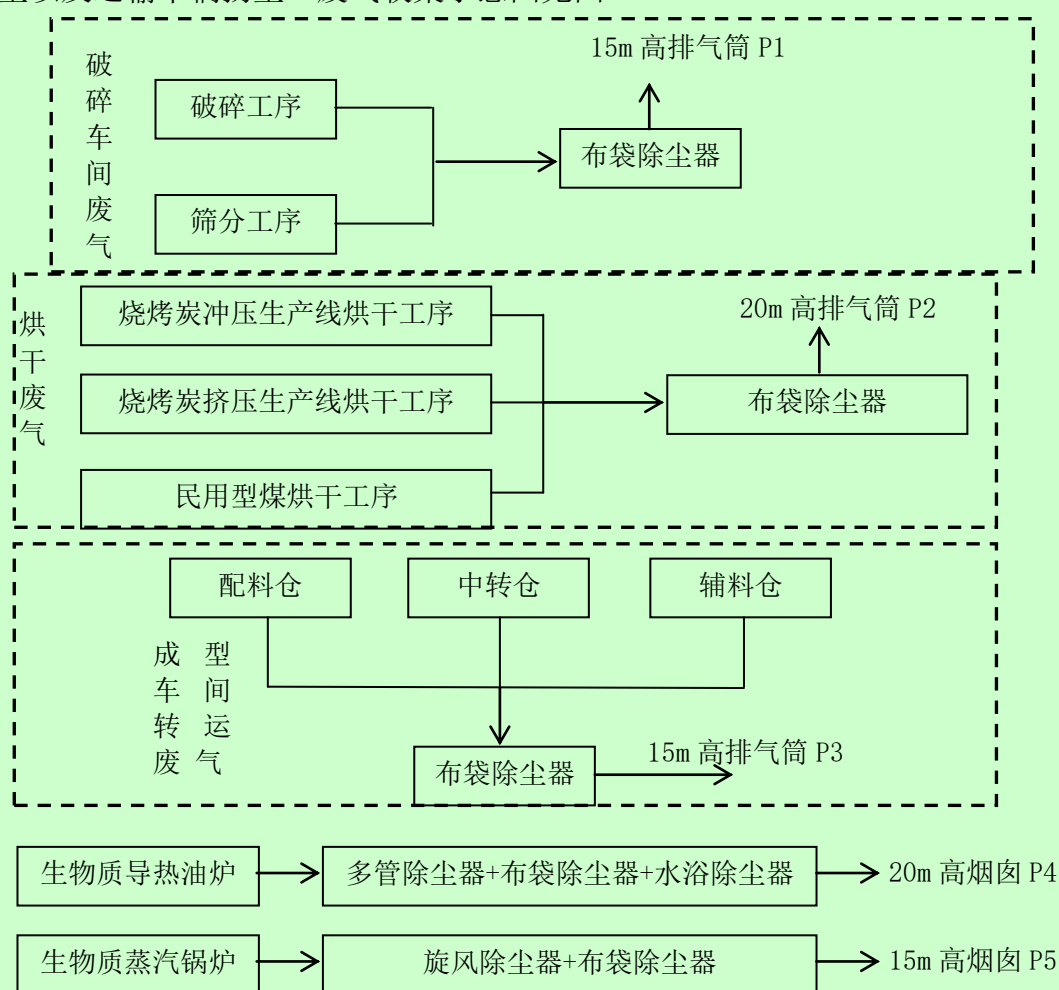 15m 高排气筒 P1
破碎车间废气
破碎工序
布袋除尘器
筛分工序
烘干废气
烧烤炭冲压生产线烘干工序
20m 高排气筒 P2
烧烤炭挤压生产线烘干工序
布袋除尘器
民用型煤烘干工序
配料仓
中转仓
辅料仓
成 型
车 间
转 运
废 气
布袋除尘器
15m 高排气筒 P3
生物质导热油炉
多管除尘器+布袋除尘器+水浴除尘器
20m 高烟囱 P4
生物质蒸汽锅炉
旋风除尘器+布袋除尘器
15m 高烟囱 P5